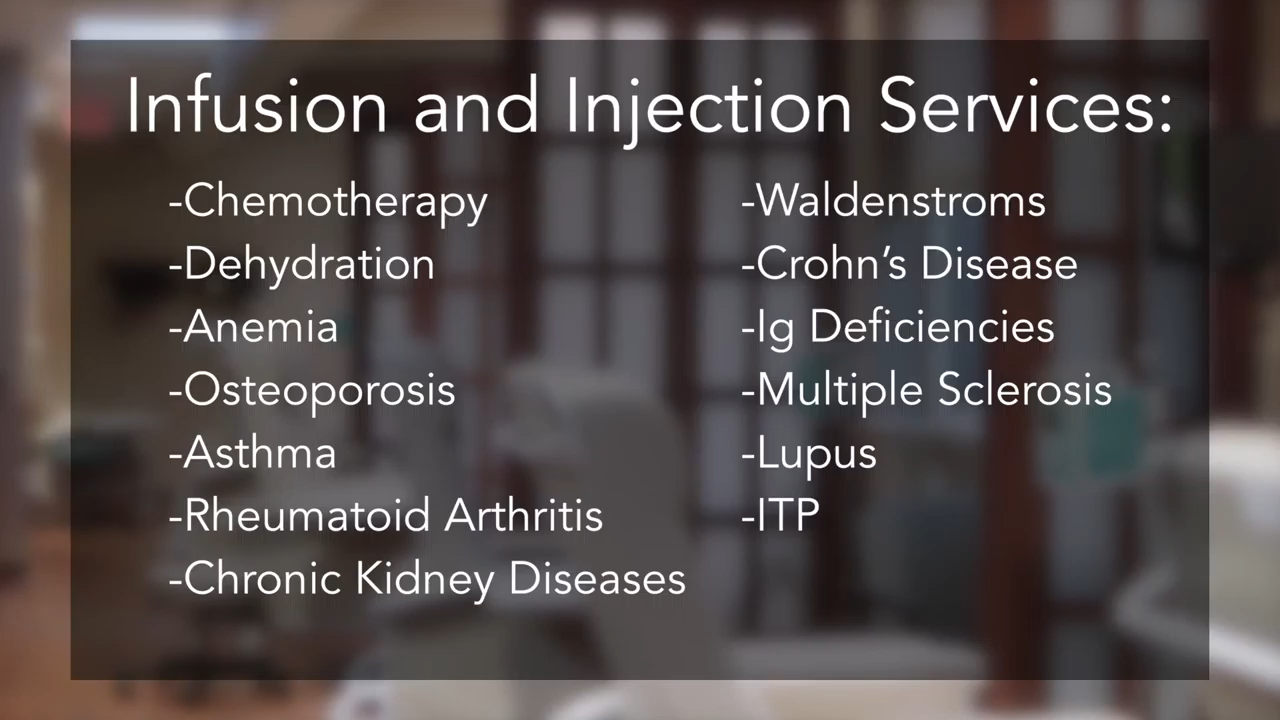 Infusion and Injection Services:
-Chemotherapy
-Dehydration
-Anemia
-Osteoporosis
-Asthma
-Rheumatoid Arthritis
-Chronic Kidney Diseases
-Waldenstroms
-Crohn’s Disease
-Ig Deficiencies
-Multiple Sclerosis
-Lupus
-ITP